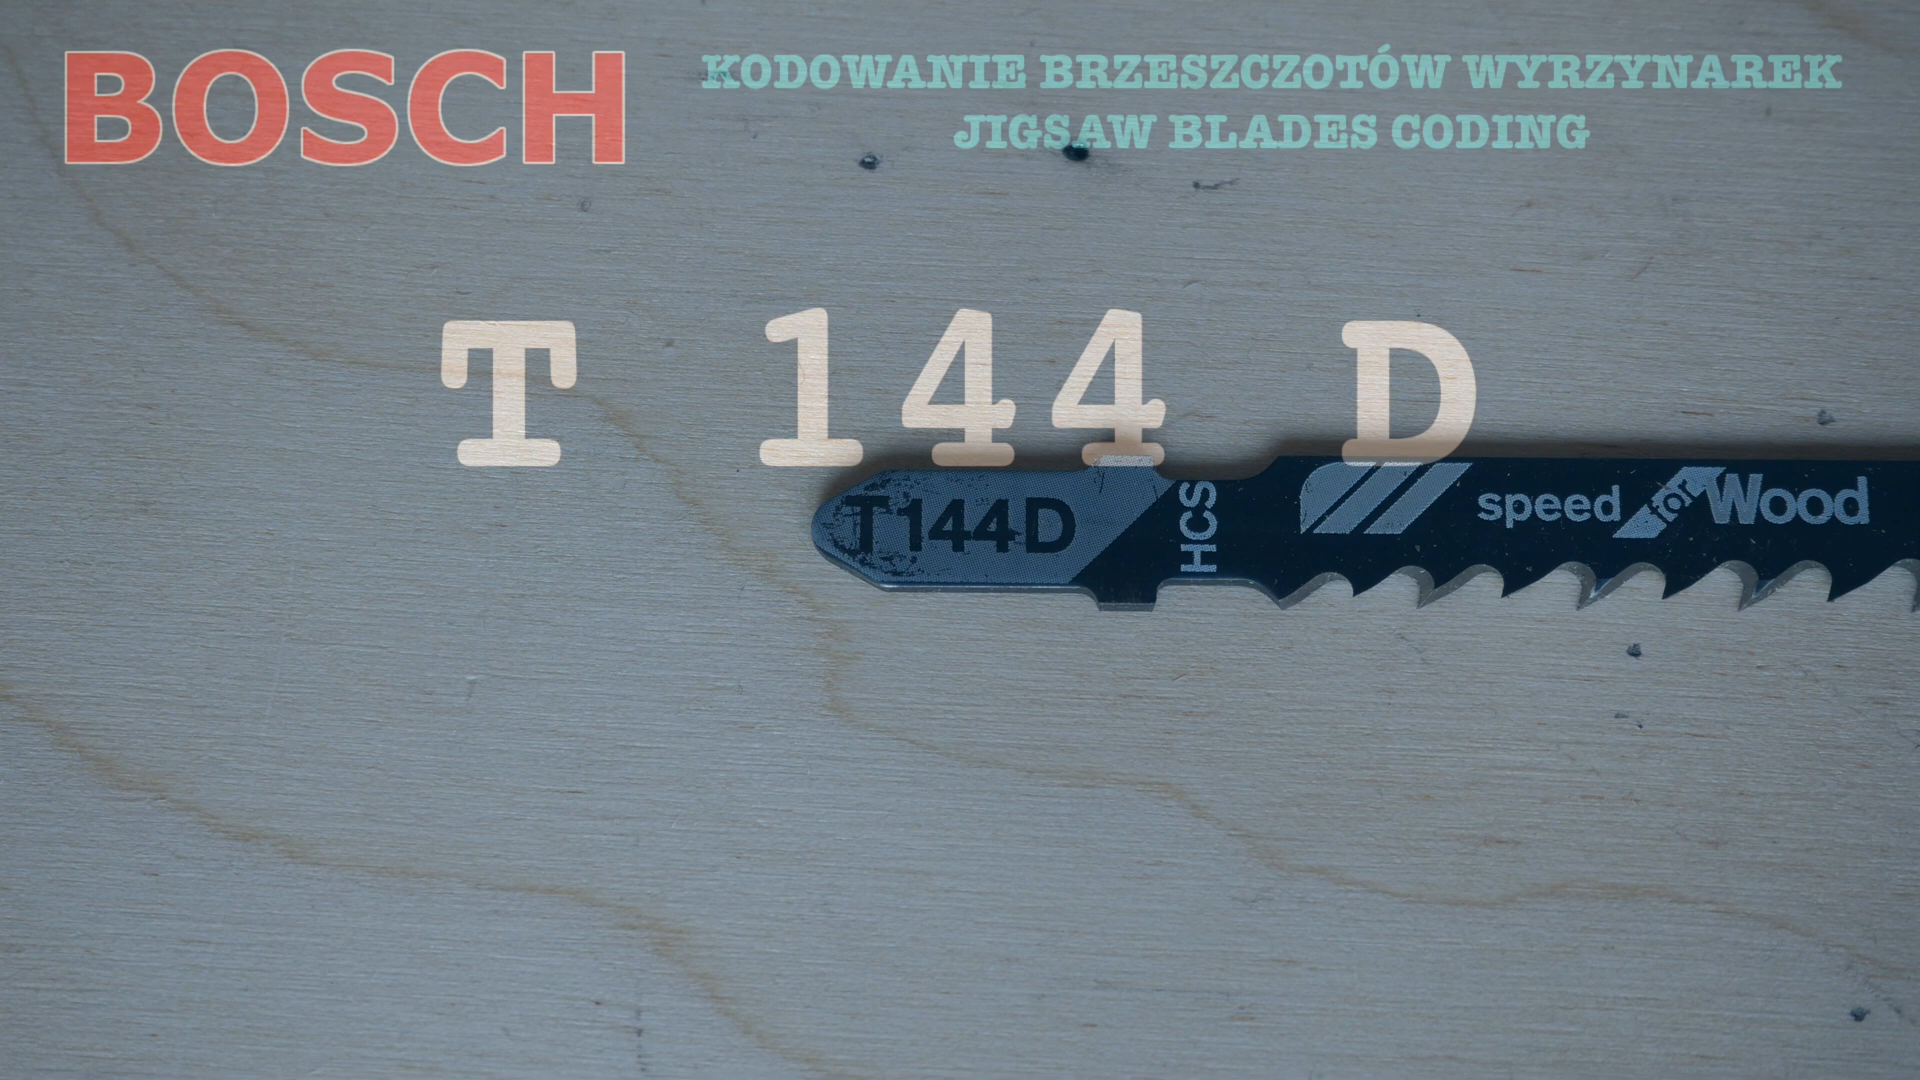 BOSCH
KODOWANIE BRZESZCZOTÓW WYRZYNAREK
JIGSAW BLADES CODING
T 144 D
T144D
HCS
speed for Wood